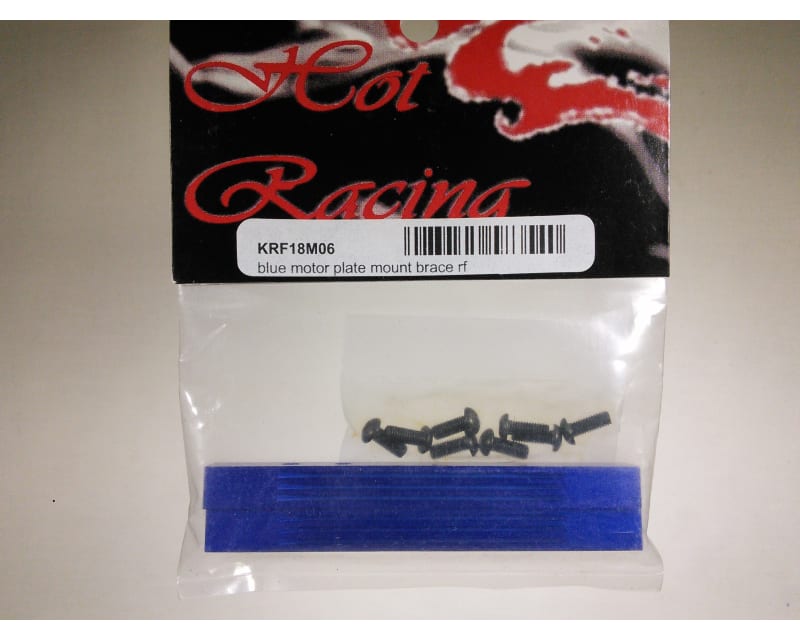 Hot
Racing
KRF18M06
blue motor plate mount brace rf